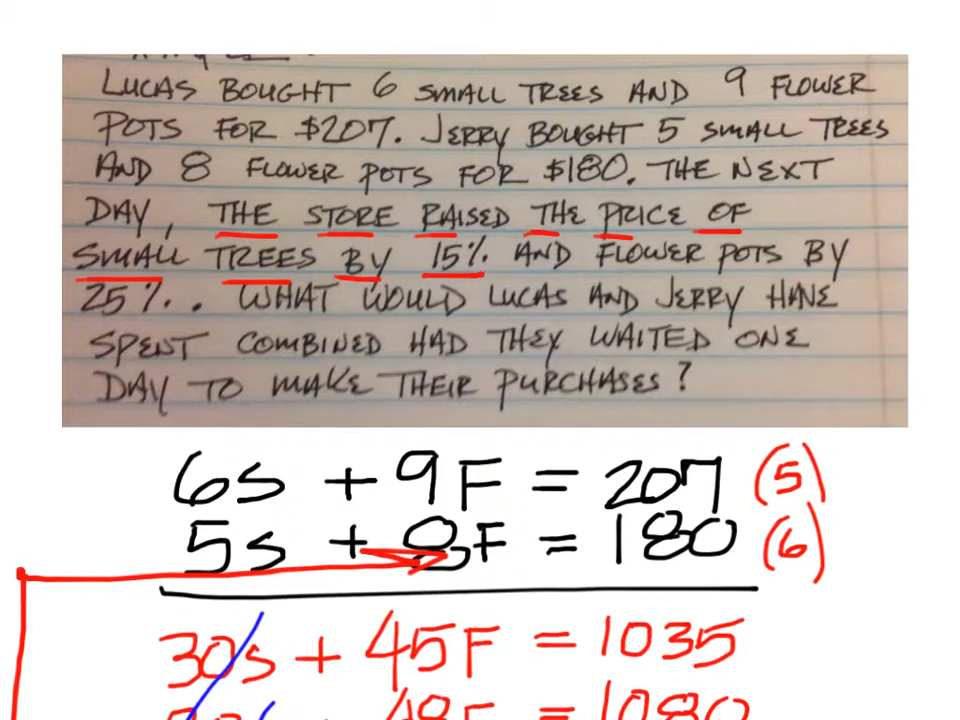 LUCAS BOUGHT 6 SMALL TREES AND 9 FLOWER
POTS FOR $207. JERRY BOUGHT 5 SMALL TREES
AND 8 FLOWER POTS FOR $180. THE NEXT
DAY, THE STORE RAISED THE PRICE OF
SMALL TREES BY 15% AND FLOWER POTS BY
25%. . WHAT WOULD LUCAS AND JERRY HAVE
SPENT COMBINED HAD THEY WAITED ONE
DAY TO MAKE THEIR PURCHASES?
6S + 9F = 207 (5)
5S + 8F = 180 (6)
30S + 45F = 1035
48F = 1080